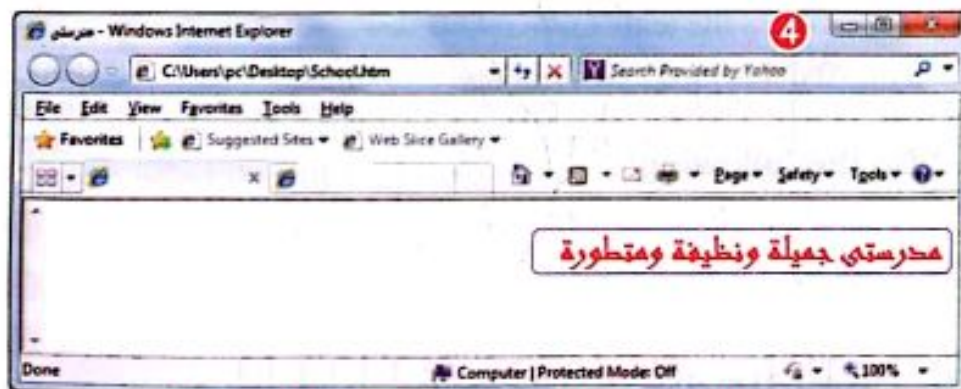 مدرستي - Windows Internet Explorer
4
C:\Users\pc\Desktop\School.htm
Search Provided by Yahoo
File Edit View Favorites Tools Help
Favorites Suggested Sites Web Slice Gallery
Page Safety Tools
مدرستى جميلة ونظيفة ومتطورة
Done Computer | Protected Mode: Off 100%